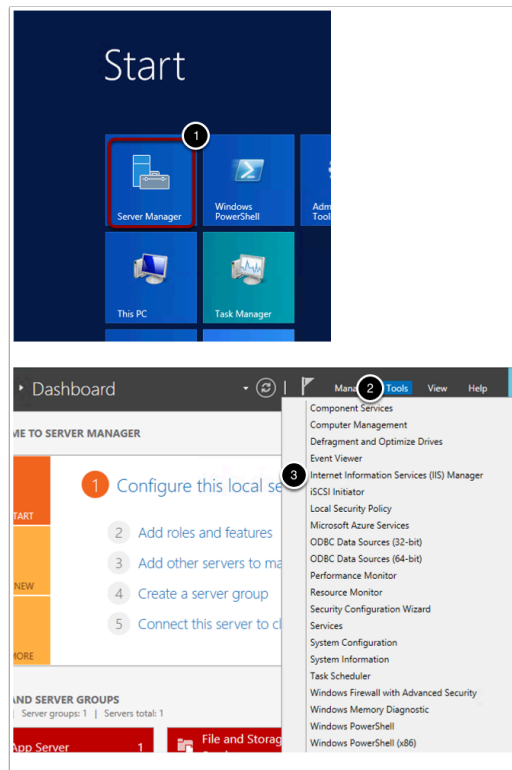 Start
1
Server Manager
Windows
PowerShell
Adm
Tool
This PC
Task Manager
Dashboard
Mana
2
Tools
View
Help
ME TO SERVER MANAGER
Component Services
Computer Management
Defragment and Optimize Drives
Event Viewer
3
Internet Information Services (IIS) Manager
iSCSI Initiator
Local Security Policy
Microsoft Azure Services
ODBC Data Sources (32-bit)
ODBC Data Sources (64-bit)
Performance Monitor
Resource Monitor
Security Configuration Wizard
Services
System Configuration
System Information
Task Scheduler
Windows Firewall with Advanced Security
Windows Memory Diagnostic
Windows PowerShell
Windows PowerShell (x86)
TART
NEW
MORE
1 Configure this local se
2 Add roles and features
3 Add other servers to ma
4 Create a server group
5 Connect this server to cl
AND SERVER GROUPS
Server groups: 1 | Servers total: 1
App Server 1
File and Storag